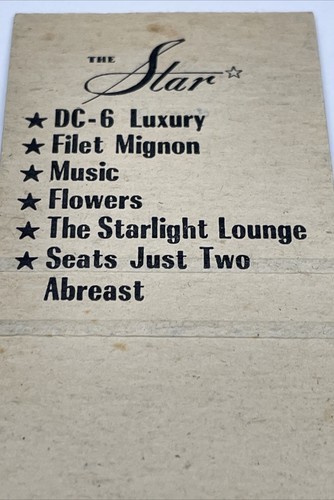 THE Star ☆
★ DC-6 Luxury
★ Filet Mignon
★ Music
★ Flowers
★ The Starlight Lounge
★ Seats Just Two
Abreast